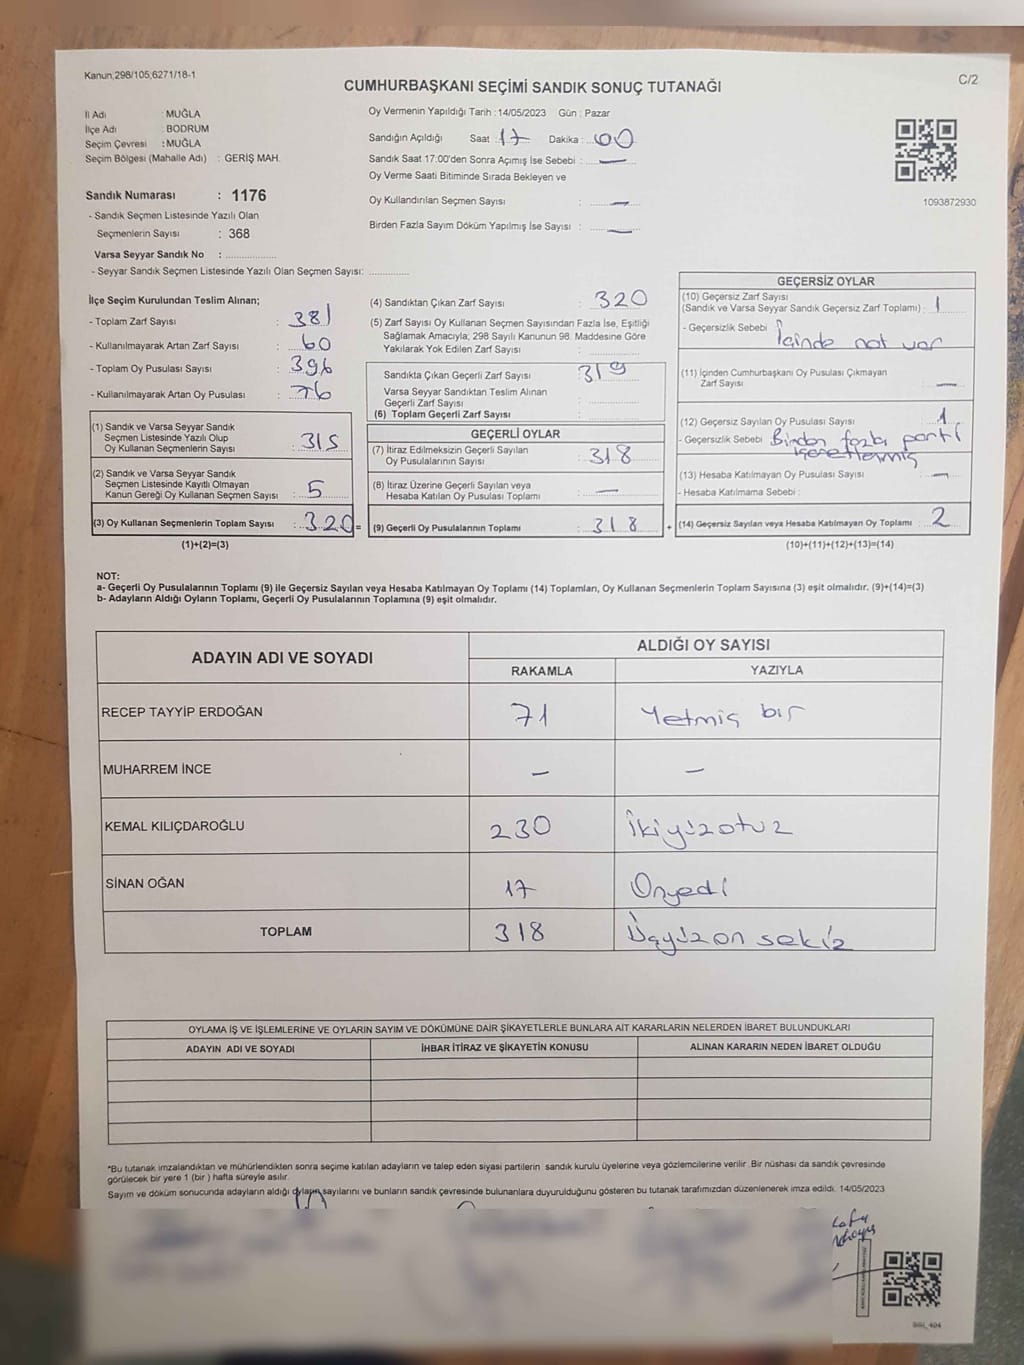 Kanun;298/105;6271/18-1
C/2
CUMHURBAŞKANI SEÇİMİ SANDIK SONUÇ TUTANAĞI
İl Adı : MUĞLA
İlçe Adı : BODRUM
Seçim Çevresi : MUĞLA
Seçim Bölgesi (Mahalle Adı) : GERİŞ MAH.
Sandık Numarası : 1176
- Sandık Seçmen Listesinde Yazılı Olan
Seçmenlerin Sayısı : 368
Varsa Seyyar Sandık No : ..................
- Seyyar Sandık Seçmen Listesinde Yazılı Olan Seçmen Sayısı: .............
Oy Vermenin Yapıldığı Tarih : 14/05/2023 Gün : Pazar
Sandığın Açıldığı Saat : 17 Dakika : 00
Sandık Saat 17:00'den Sonra Açımış İse Sebebi : —
Oy Verme Saati Bitiminde Sırada Bekleyen ve
Oy Kullandırılan Seçmen Sayısı : —
Birden Fazla Sayım Döküm Yapılmış İse Sayısı : —
1093872930
İlçe Seçim Kurulundan Teslim Alınan;
- Toplam Zarf Sayısı : 381
- Kullanılmayarak Artan Zarf Sayısı : 60
- Toplam Oy Pusulası Sayısı : 396
- Kullanılmayarak Artan Oy Pusulası : 76
(1) Sandık ve Varsa Seyyar Sandık
Seçmen Listesinde Yazılı Olup
Oy Kullanan Seçmenlerin Sayısı : 315
(2) Sandık ve Varsa Seyyar Sandık
Seçmen Listesinde Kayıtlı Olmayan
Kanun Gereği Oy Kullanan Seçmen Sayısı : 5
(3) Oy Kullanan Seçmenlerin Toplam Sayısı : 320 =
(1)+(2)=(3)
(4) Sandıktan Çıkan Zarf Sayısı : 320
(5) Zarf Sayısı Oy Kullanan Seçmen Sayısından Fazla İse, Eşitliği
Sağlamak Amacıyla; 298 Sayılı Kanunun 98. Maddesine Göre
Yakılarak Yok Edilen Zarf Sayısı :
Sandıkta Çıkan Geçerli Zarf Sayısı : 319
Varsa Seyyar Sandıktan Teslim Alınan
Geçerli Zarf Sayısı :
(6) Toplam Geçerli Zarf Sayısı :
GEÇERLİ OYLAR
(7) İtiraz Edilmeksizin Geçerli Sayılan
Oy Pusulalarının Sayısı : 318
(8) İtiraz Üzerine Geçerli Sayılan veya
Hesaba Katılan Oy Pusulası Toplamı : —
(9) Geçerli Oy Pusulalarının Toplamı : 318 +
GEÇERSİZ OYLAR
(10) Geçersiz Zarf Sayısı
(Sandık ve Varsa Seyyar Sandık Geçersiz Zarf Toplamı) : 1
- Geçersizlik Sebebi : İçinde not var
(11) İçinden Cumhurbaşkanı Oy Pusulası Çıkmayan
Zarf Sayısı : —
(12) Geçersiz Sayılan Oy Pusulası Sayısı : 1
- Geçersizlik Sebebi : Birden fazla parti
işaretlenmiş
(13) Hesaba Katılmayan Oy Pusulası Sayısı : —
- Hesaba Katılmama Sebebi :
(14) Geçersiz Sayılan veya Hesaba Katılmayan Oy Toplamı : 2
(10)+(11)+(12)+(13)=(14)
NOT:
a- Geçerli Oy Pusulalarının Toplamı (9) ile Geçersiz Sayılan veya Hesaba Katılmayan Oy Toplamı (14) Toplamları, Oy Kullanan Seçmenlerin Toplam Sayısına (3) eşit olmalıdır. (9)+(14)=(3)
b- Adayların Aldığı Oyların Toplamı, Geçerli Oy Pusulalarının Toplamına (9) eşit olmalıdır.
ADAYIN ADI VE SOYADI
ALDIĞI OY SAYISI
RAKAMLA YAZIYLA
RECEP TAYYİP ERDOĞAN 71 Yetmiş bir
MUHARREM İNCE — —
KEMAL KILIÇDAROĞLU 230 İkiyüzotuz
SİNAN OĞAN 17 Onyedi
TOPLAM 318 Üçyüz on sekiz
OYLAMA İŞ VE İŞLEMLERİNE VE OYLARIN SAYIM VE DÖKÜMÜNE DAİR ŞİKAYETLERLE BUNLARA AİT KARARLARIN NELERDEN İBARET BULUNDUKLARI
ADAYIN ADI VE SOYADI İHBAR İTİRAZ VE ŞİKAYETİN KONUSU ALINAN KARARIN NEDEN İBARET OLDUĞU
*Bu tutanak imzalandıktan ve mühürlendikten sonra seçime katılan adayların ve talep eden siyasi partilerin sandık kurulu üyelerine veya gözlemcilerine verilir .Bir nüshası da sandık çevresinde
görülecek bir yere 1 (bir ) hafta süreyle asılır.
Sayım ve döküm sonucunda adayların aldığı oyların sayılarını ve bunların sandık çevresinde bulunanlara duyurulduğunu gösteren bu tutanak tarafımızdan düzenlenerek imza edildi. 14/05/2023